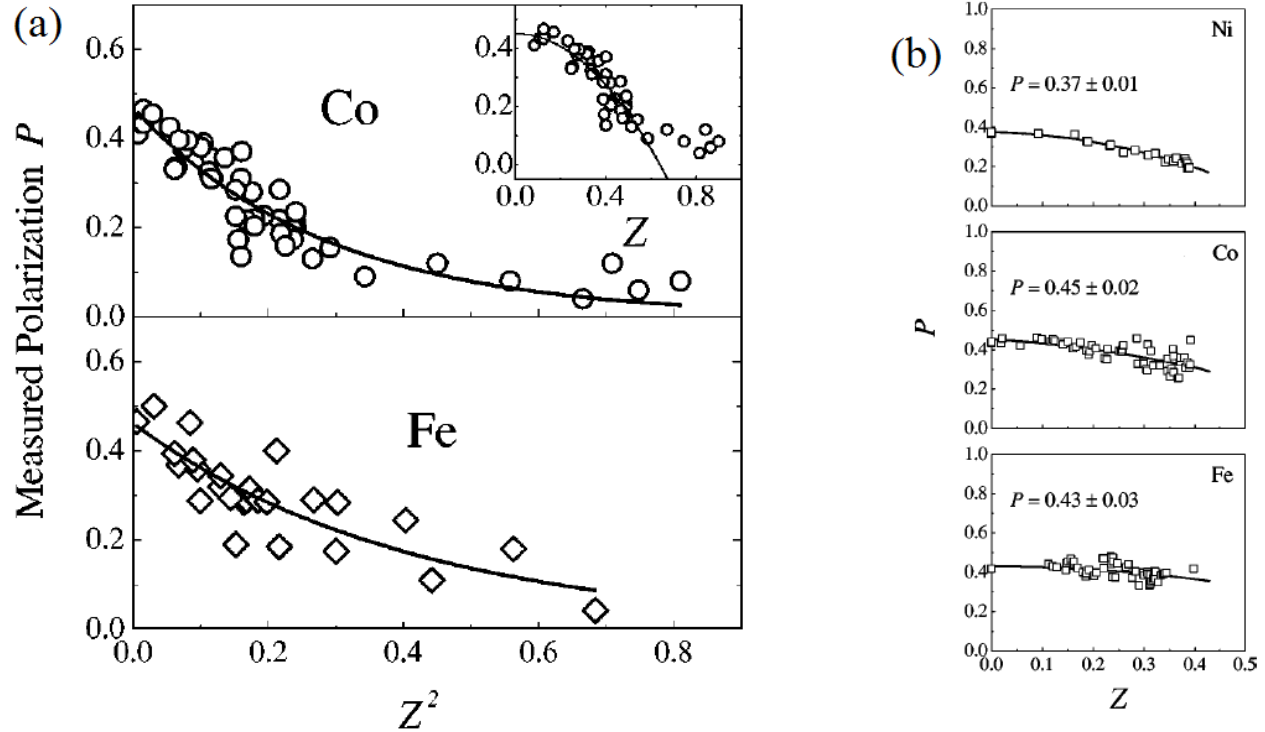 (a)
Measured Polarization P
0.6
0.4
0.2
0.0
Co
0.4
0.2
0.0
0.0 0.4 0.8
Z
0.6
0.4
0.2
0.0
Fe
0.0 0.2 0.4 0.6 0.8
Z²
(b)
P
1.0
0.8
0.6
0.4
0.2
0.0
Ni
P = 0.37 ± 0.01
1.0
0.8
0.6
0.4
0.2
0.0
Co
P = 0.45 ± 0.02
1.0
0.8
0.6
0.4
0.2
0.0
Fe
P = 0.43 ± 0.03
0.0 0.1 0.2 0.3 0.4 0.5
Z